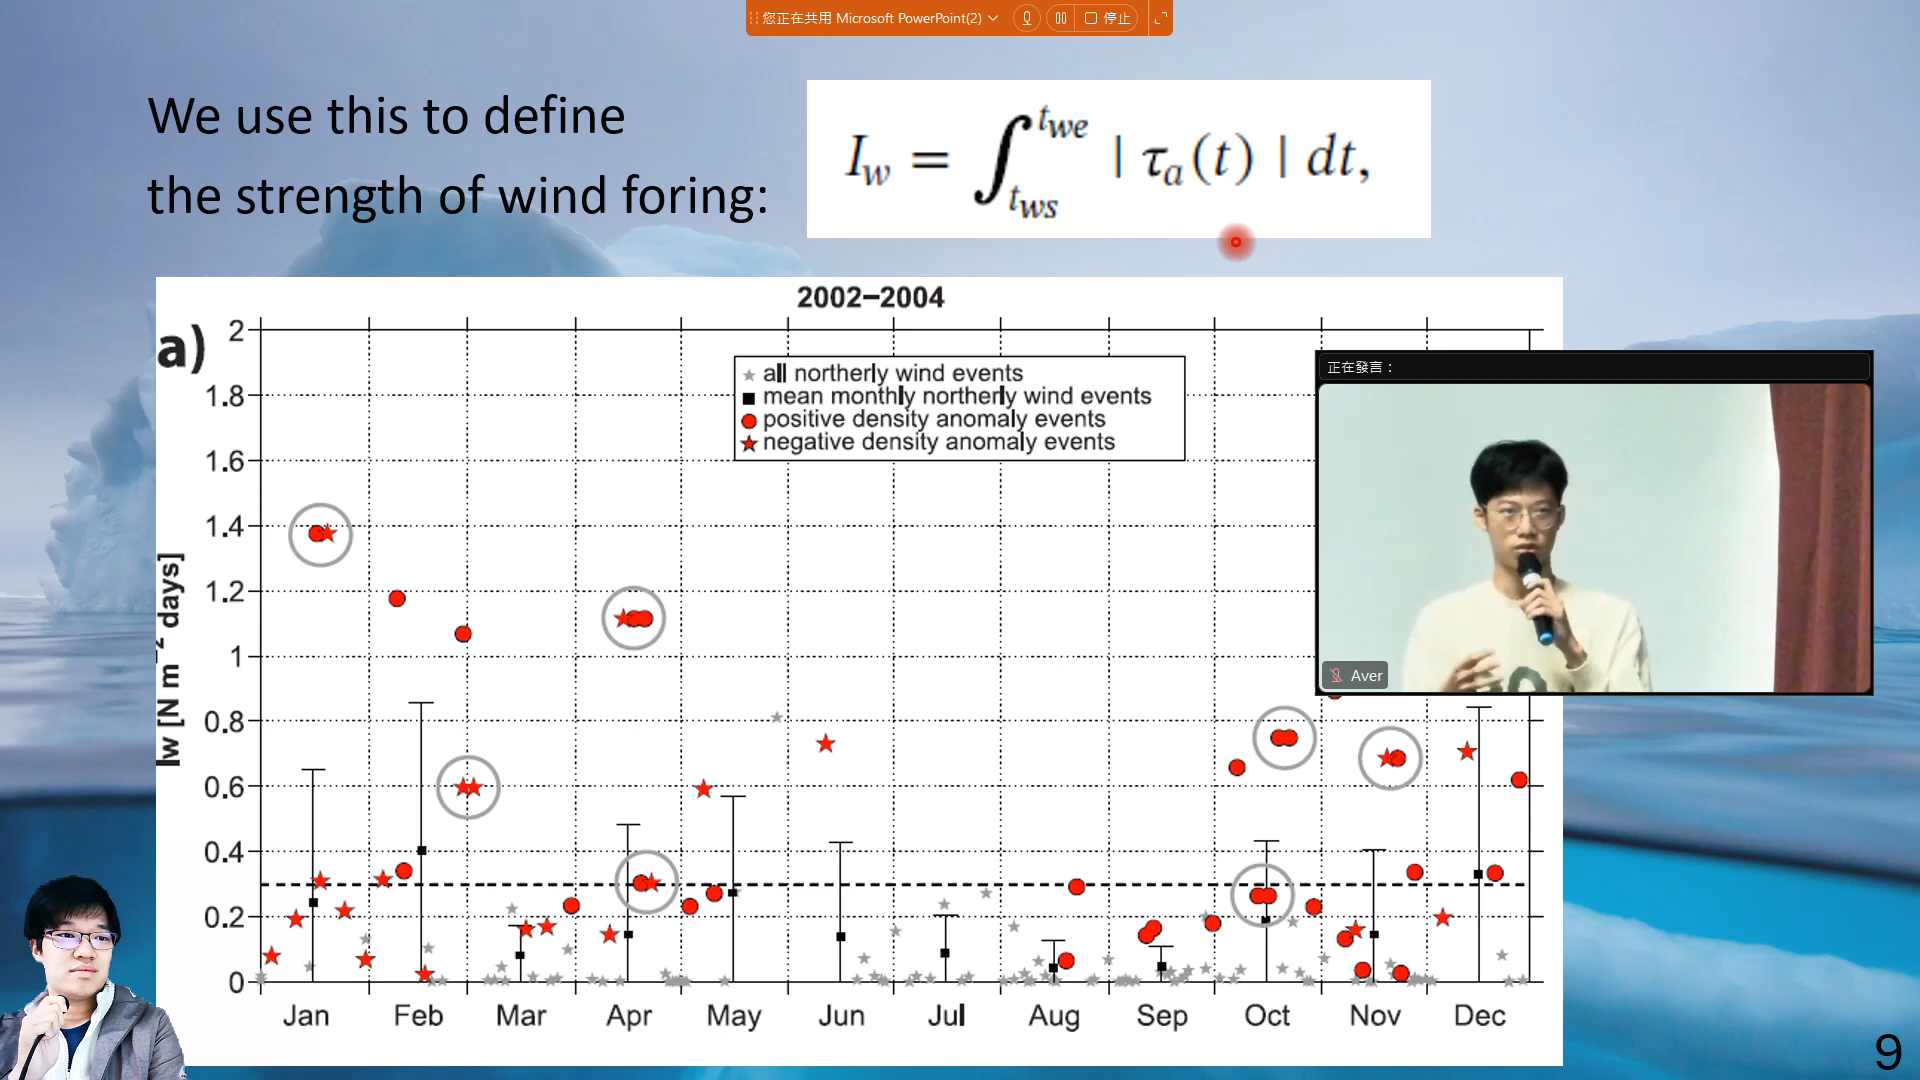 您正在共用 Microsoft PowerPoint(2)
停止
We use this to define
the strength of wind foring:
I_w = ∫_{t_ws}^{t_we} | τ_a(t) | dt,
2002−2004
a)
all northerly wind events
mean monthly northerly wind events
positive density anomaly events
negative density anomaly events
Iw [N m⁻² days]
2
1.8
1.6
1.4
1.2
1
0.8
0.6
0.4
0.2
0
Jan Feb Mar Apr May Jun Jul Aug Sep Oct Nov Dec
正在發言：
Aver
9